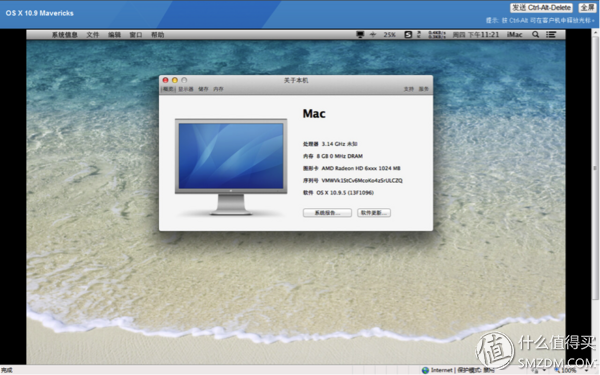 OS X 10.9 Mavericks
发送 Ctrl-Alt-Delete 全屏
提示: 按 Ctrl-Alt 可在客户机中释放光标
系统信息 文件 编辑 窗口 帮助 25K 周四 下午11:21 iMac
关于本机
概览 显示器 储存 内存 支持 服务
Mac
处理器 3.14 GHz 未知
内存 8 GB 0 MHz DRAM
图形卡 AMD Radeon HD 6xxx 1024 MB
序列号
软件 OS X 10.9.5 (13F1096)
系统报告... 软件更新...
完成 Internet | 保护模式: 禁用 100%
值 什么值得买
SMZDM.COM